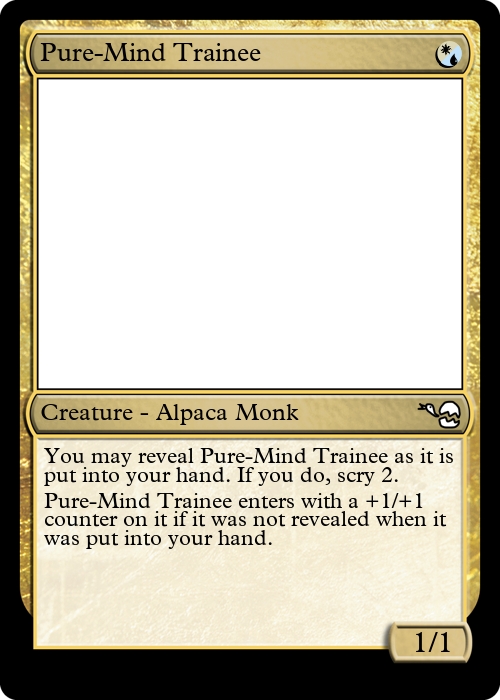 Pure-Mind Trainee
Creature - Alpaca Monk
You may reveal Pure-Mind Trainee as it is
put into your hand. If you do, scry 2.
Pure-Mind Trainee enters with a +1/+1
counter on it if it was not revealed when it
was put into your hand.
1/1